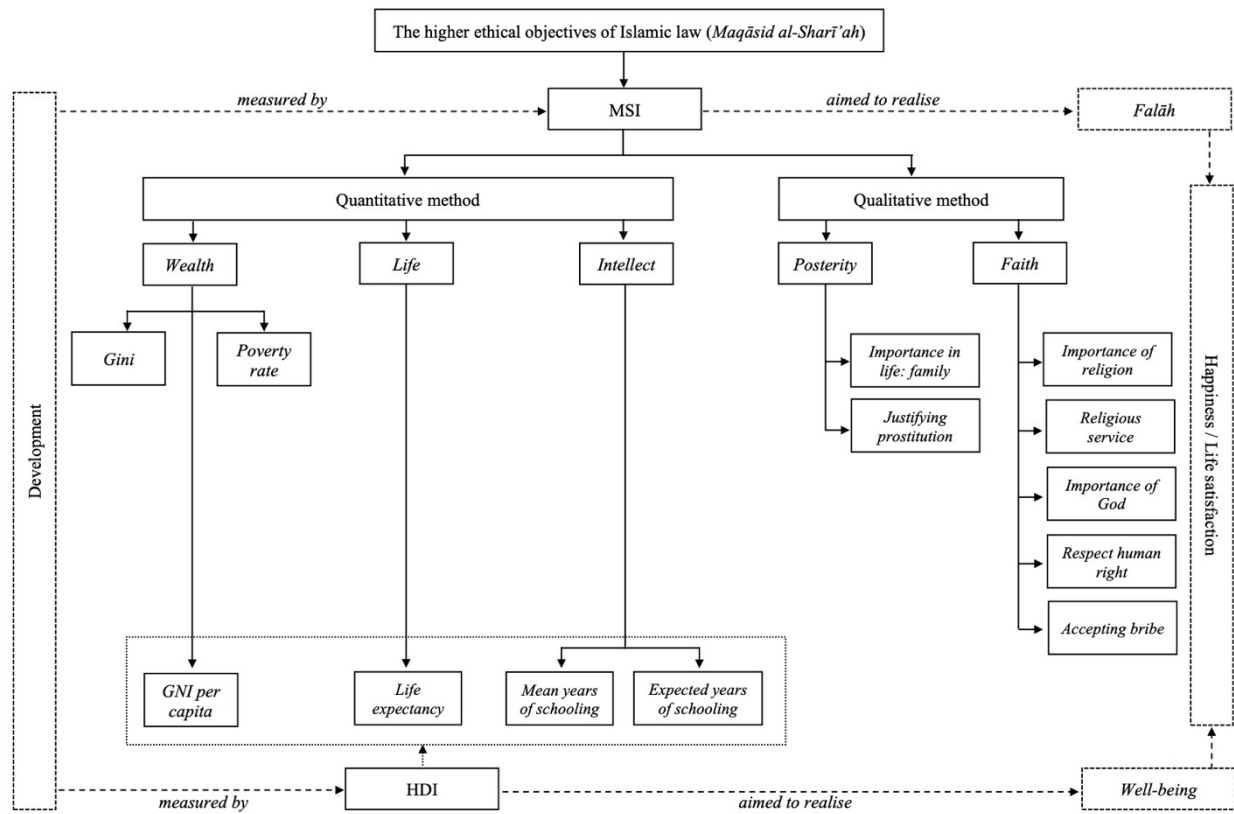 The higher ethical objectives of Islamic law (Maqāsid al-Sharī'ah)
measured by
MSI
aimed to realise
Falāh
Quantitative method
Qualitative method
Wealth
Life
Intellect
Posterity
Faith
Gini
Poverty
rate
Importance in
life: family
Justifying
prostitution
Importance of
religion
Religious
service
Importance of
God
Respect human
right
Accepting bribe
Development
Happiness / Life satisfaction
GNI per
capita
Life
expectancy
Mean years
of schooling
Expected years
of schooling
measured by
HDI
aimed to realise
Well-being